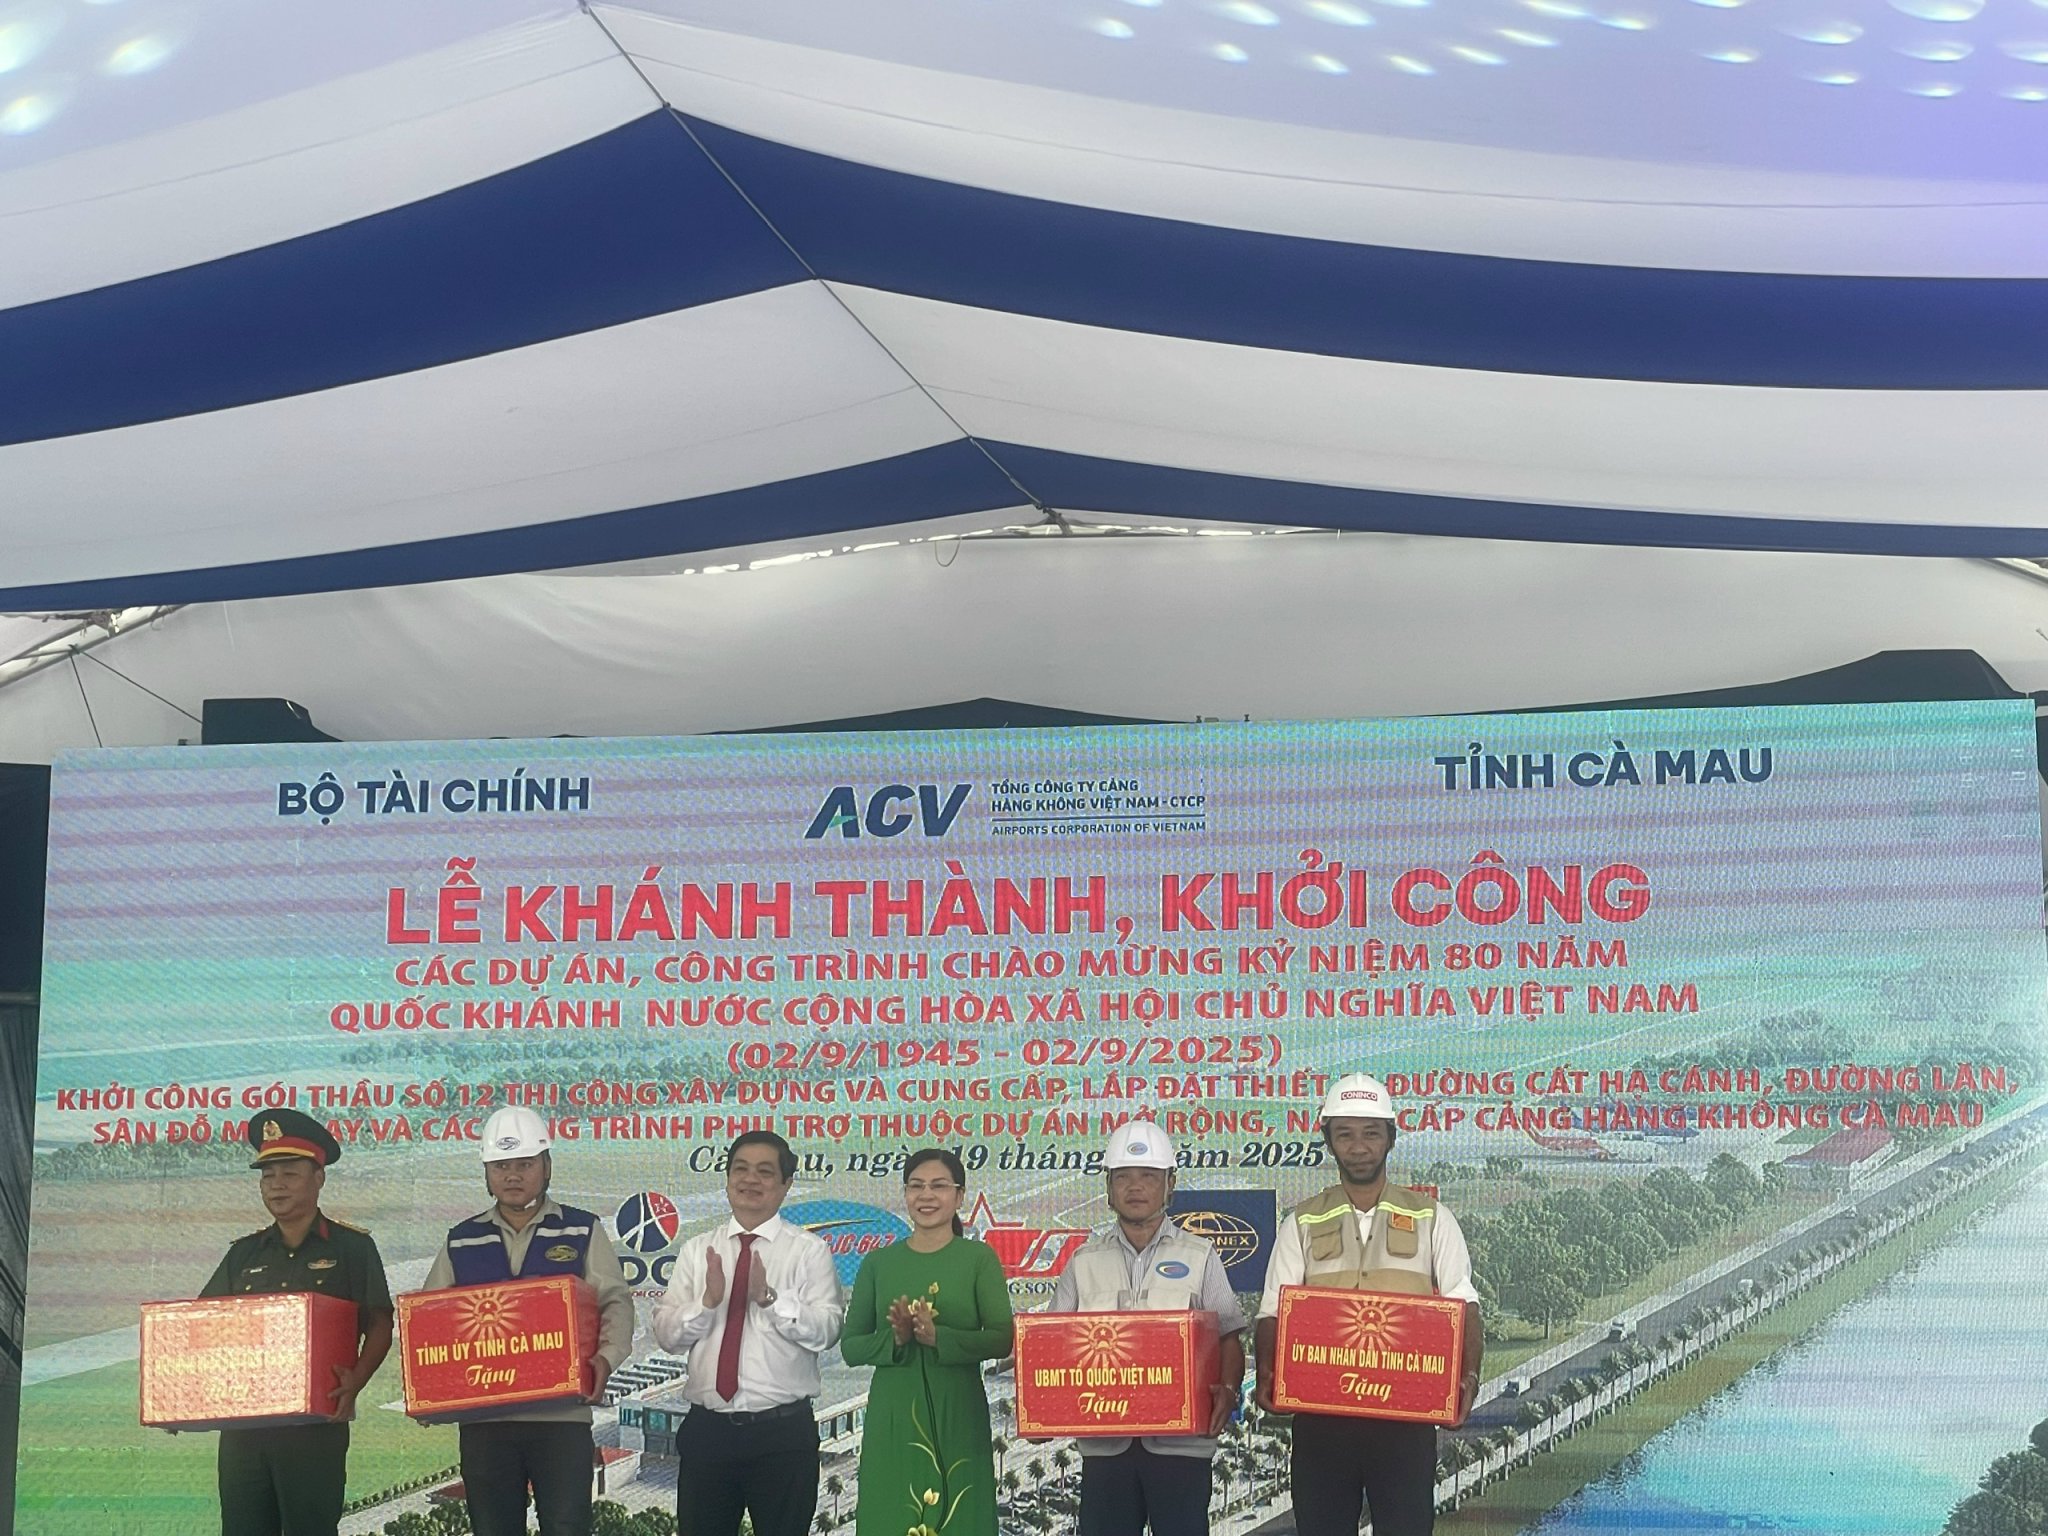 BỘ TÀI CHÍNH
ACV
TỔNG CÔNG TY CẢNG
HÀNG KHÔNG VIỆT NAM - CTCP
AIRPORTS CORPORATION OF VIETNAM
TỈNH CÀ MAU
LỄ KHÁNH THÀNH, KHỞI CÔNG
CÁC DỰ ÁN, CÔNG TRÌNH CHÀO MỪNG KỶ NIỆM 80 NĂM
QUỐC KHÁNH NƯỚC CỘNG HÒA XÃ HỘI CHỦ NGHĨA VIỆT NAM
(02/9/1945 - 02/9/2025)
KHỞI CÔNG GÓI THẦU SỐ 12 THI CÔNG XÂY DỰNG VÀ CUNG CẤP, LẮP ĐẶT THIẾT ĐƯỜNG CẤT HẠ CÁNH, ĐƯỜNG LĂN,
SÂN ĐỖ VÀ TRÌNH PHỤ TRỢ THUỘC DỰ ÁN MỞ RỘNG, CẤP CẢNG HÀNG KHÔNG CÀ MAU
19 2025
CONINCO
TỈNH ỦY TỈNH CÀ MAU
Tặng
UBMT TỔ QUỐC VIỆT NAM
Tặng
ỦY BAN NHÂN DÂN TỈNH CÀ MAU
Tặng